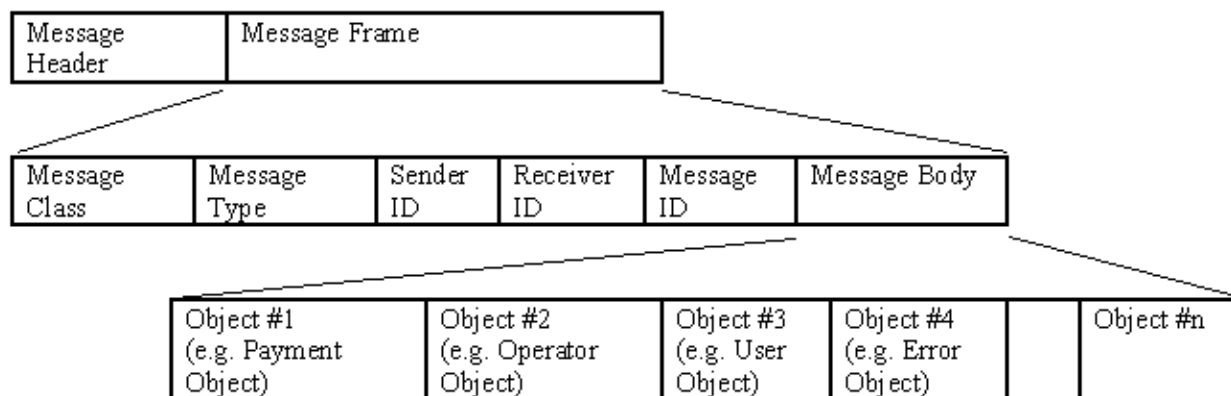 Message Header
Message Frame
Message Class
Message Type
Sender ID
Receiver ID
Message ID
Message Body
Object #1
(e.g. Payment
Object)
Object #2
(e.g. Operator
Object)
Object #3
(e.g. User
Object)
Object #4
(e.g. Error
Object)
Object #n